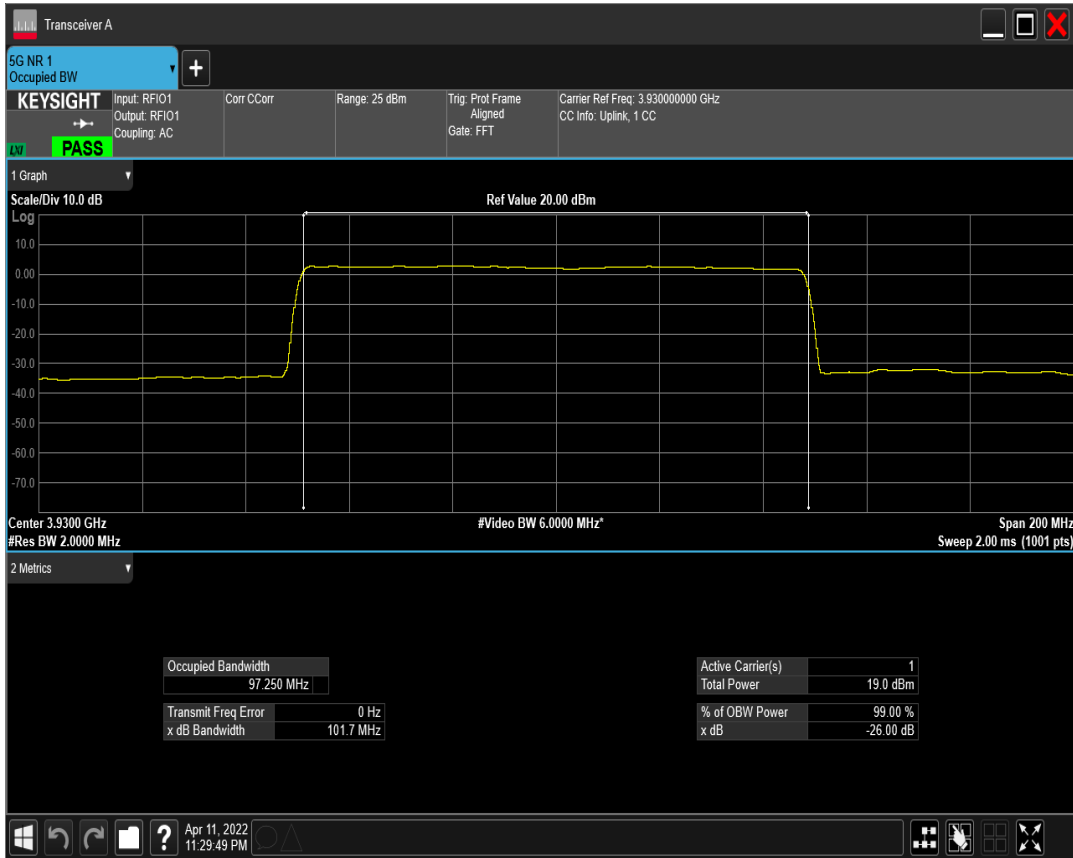 Transceiver A
5G NR 1
Occupied BW
KEYSIGHT
LXI
PASS
Input: RFIO1
Output: RFIO1
Coupling: AC
Corr CCorr
Range: 25 dBm
Trig: Prot Frame
Aligned
Gate: FFT
Carrier Ref Freq: 3.930000000 GHz
CC Info: Uplink, 1 CC
1 Graph
Scale/Div 10.0 dB
Ref Value 20.00 dBm
Log
10.0
0.00
-10.0
-20.0
-30.0
-40.0
-50.0
-60.0
-70.0
Center 3.9300 GHz
#Video BW 6.0000 MHz*
Span 200 MHz
#Res BW 2.0000 MHz
Sweep 2.00 ms (1001 pts)
2 Metrics
Occupied Bandwidth
97.250 MHz
Transmit Freq Error 0 Hz
x dB Bandwidth 101.7 MHz
Active Carrier(s) 1
Total Power 19.0 dBm
% of OBW Power 99.00 %
x dB -26.00 dB
?
Apr 11, 2022
11:29:49 PM